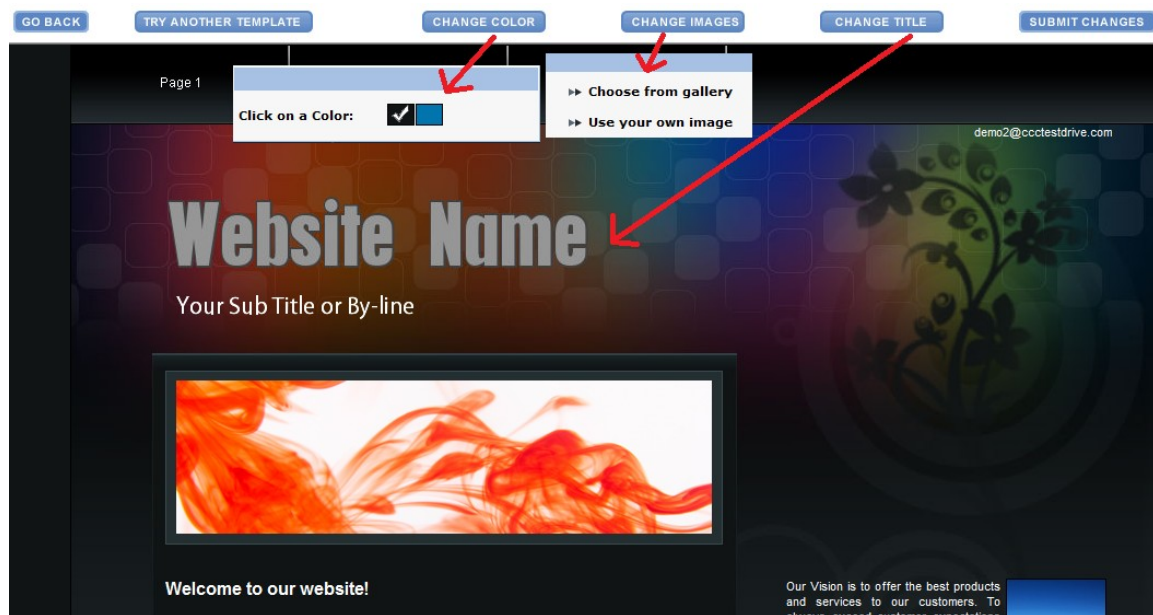 GO BACK
TRY ANOTHER TEMPLATE
CHANGE COLOR
CHANGE IMAGES
CHANGE TITLE
SUBMIT CHANGES
Page 1
Click on a Color:
Choose from gallery
Use your own image
demo2@ccctestdrive.com
Website Name
Your Sub Title or By-line
Welcome to our website!
Our Vision is to offer the best products
and services to our customers. To